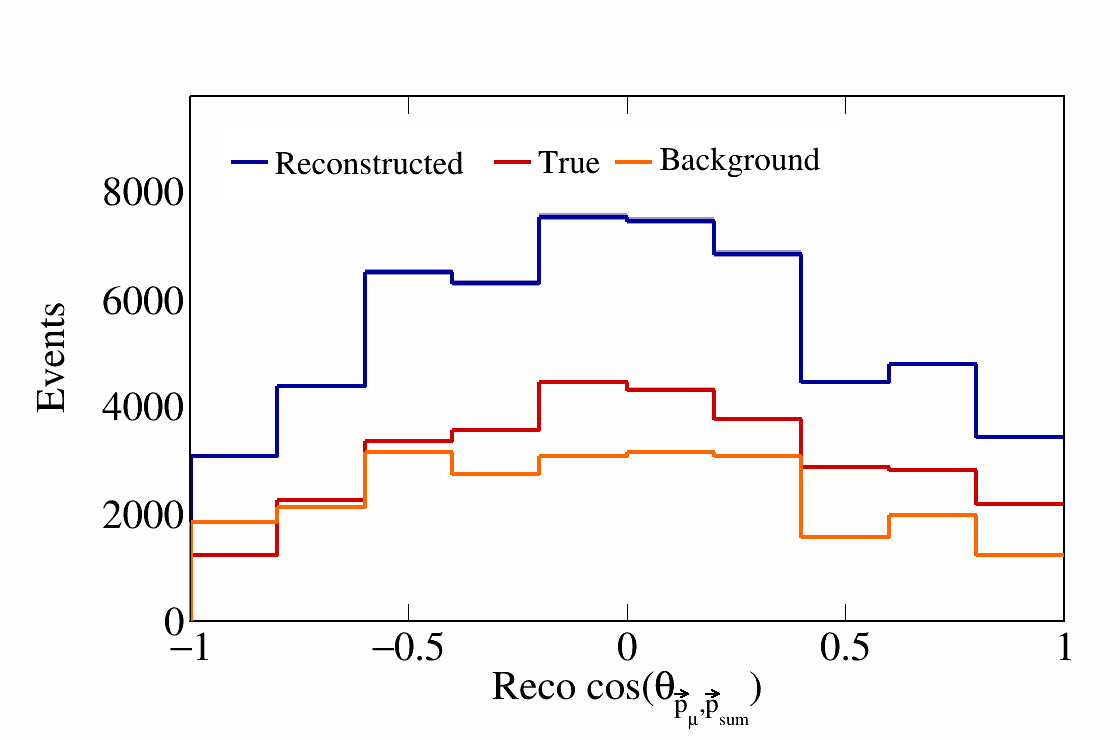 Reconstructed True Background
8000
6000
4000
2000
0
Events
−1 −0.5 0 0.5 1
Reco cos(θ p⃗μ,p⃗sum)